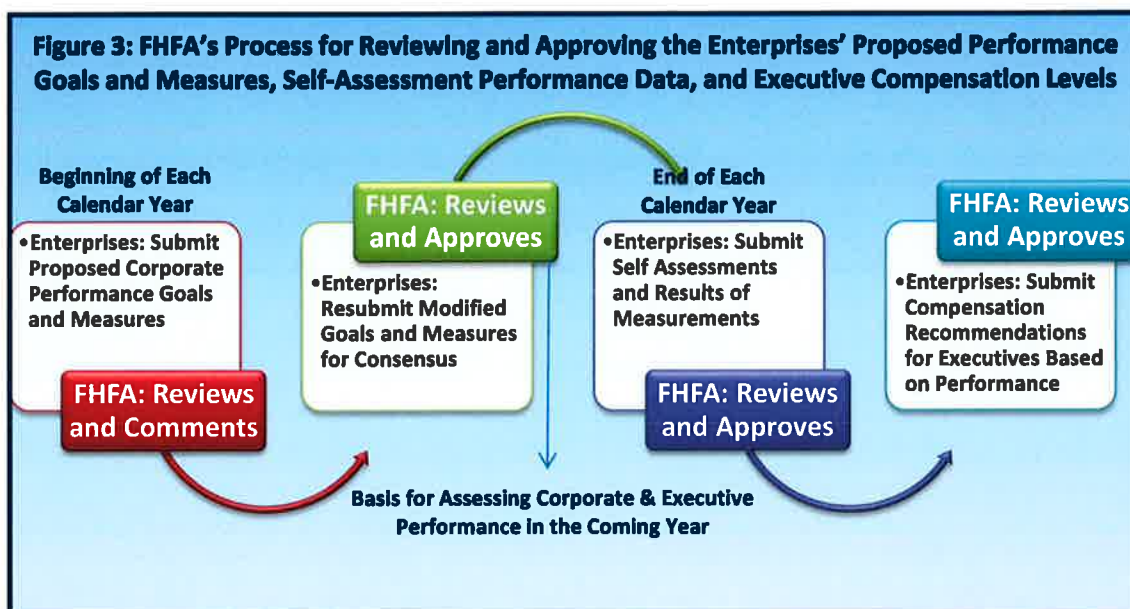 Figure 3: FHFA's Process for Reviewing and Approving the Enterprises' Proposed Performance
Goals and Measures, Self-Assessment Performance Data, and Executive Compensation Levels
Beginning of Each
Calendar Year
•Enterprises: Submit
Proposed Corporate
Performance Goals
and Measures
FHFA: Reviews
and Comments
FHFA: Reviews
and Approves
•Enterprises:
Resubmit Modified
Goals and Measures
for Consensus
End of Each
Calendar Year
•Enterprises: Submit
Self Assessments
and Results of
Measurements
FHFA: Reviews
and Approves
FHFA: Reviews
and Approves
•Enterprises: Submit
Compensation
Recommendations
for Executives Based
on Performance
Basis for Assessing Corporate & Executive
Performance in the Coming Year